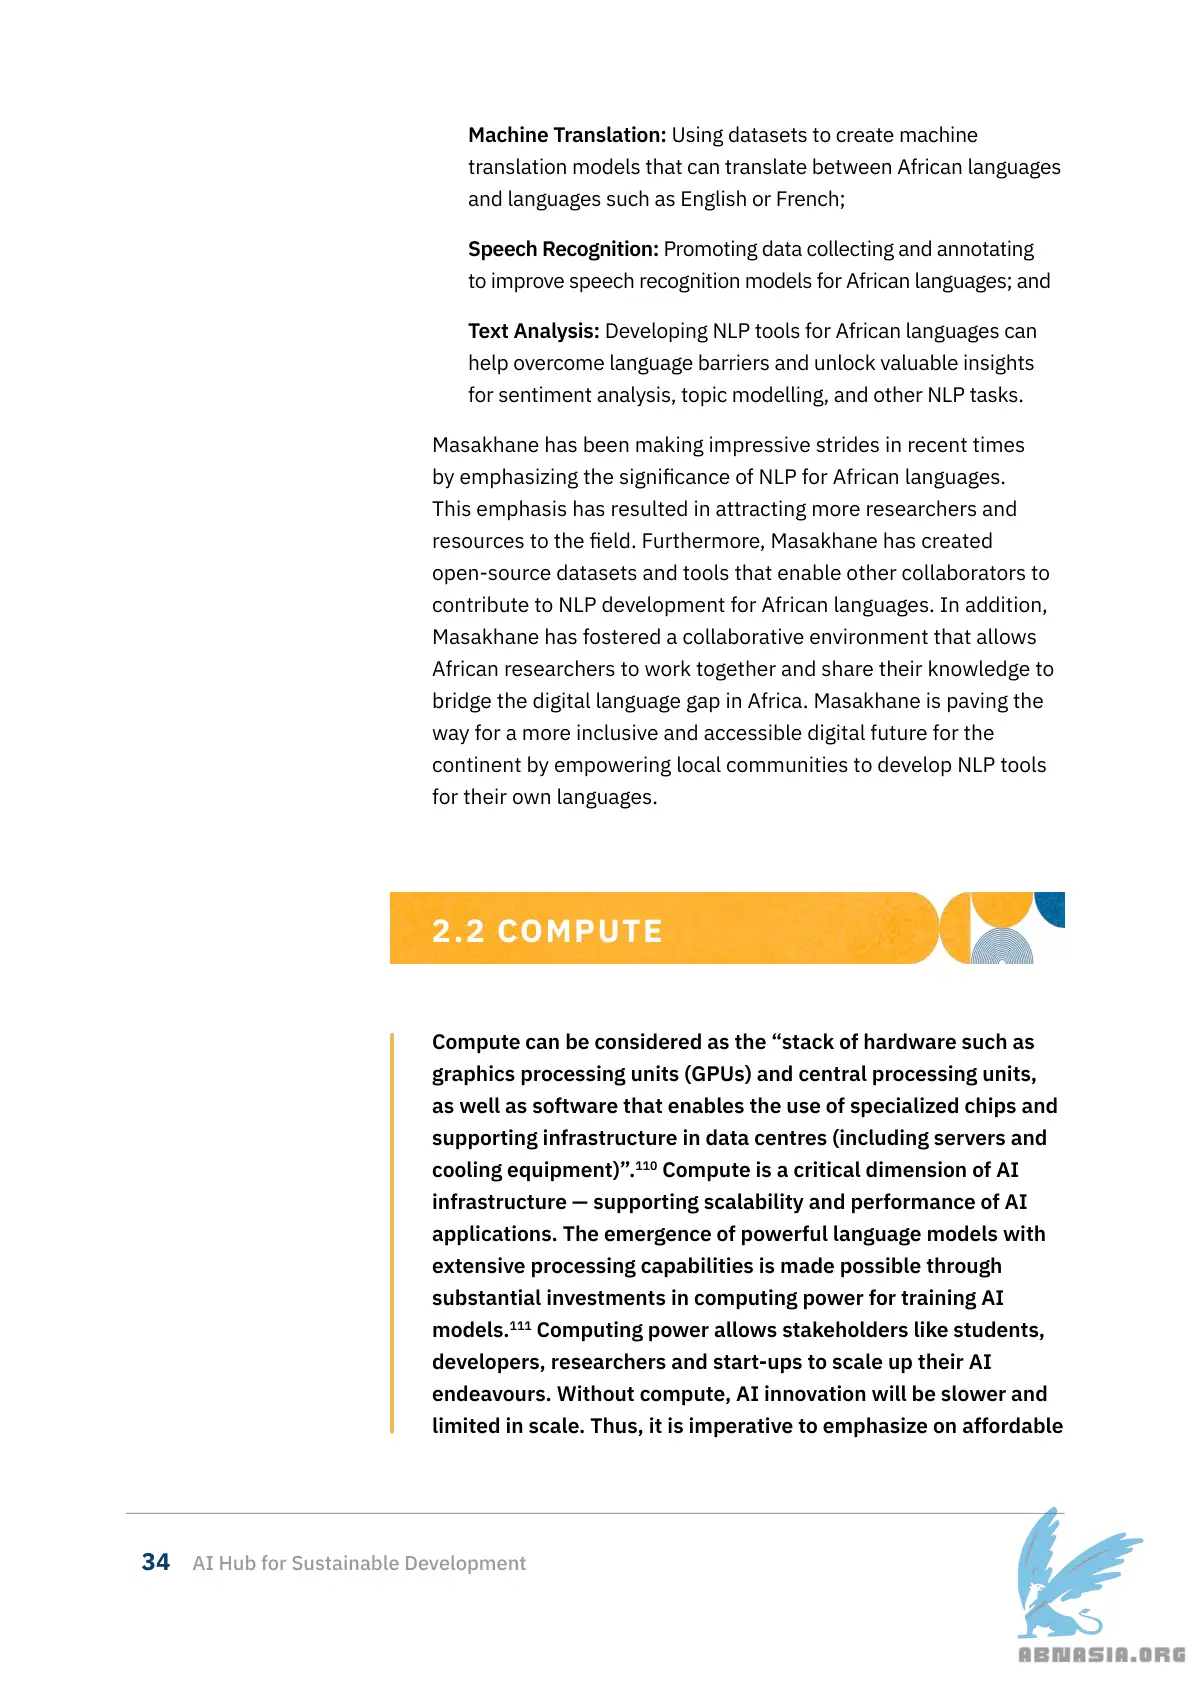 Machine Translation: Using datasets to create machine
translation models that can translate between African languages
and languages such as English or French;
Speech Recognition: Promoting data collecting and annotating
to improve speech recognition models for African languages; and
Text Analysis: Developing NLP tools for African languages can
help overcome language barriers and unlock valuable insights
for sentiment analysis, topic modelling, and other NLP tasks.
Masakhane has been making impressive strides in recent times
by emphasizing the significance of NLP for African languages.
This emphasis has resulted in attracting more researchers and
resources to the field. Furthermore, Masakhane has created
open-source datasets and tools that enable other collaborators to
contribute to NLP development for African languages. In addition,
Masakhane has fostered a collaborative environment that allows
African researchers to work together and share their knowledge to
bridge the digital language gap in Africa. Masakhane is paving the
way for a more inclusive and accessible digital future for the
continent by empowering local communities to develop NLP tools
for their own languages.
2.2 COMPUTE
Compute can be considered as the “stack of hardware such as
graphics processing units (GPUs) and central processing units,
as well as software that enables the use of specialized chips and
supporting infrastructure in data centres (including servers and
cooling equipment)”.110 Compute is a critical dimension of AI
infrastructure — supporting scalability and performance of AI
applications. The emergence of powerful language models with
extensive processing capabilities is made possible through
substantial investments in computing power for training AI
models.111 Computing power allows stakeholders like students,
developers, researchers and start-ups to scale up their AI
endeavours. Without compute, AI innovation will be slower and
limited in scale. Thus, it is imperative to emphasize on affordable
34 AI Hub for Sustainable Development
ABNASIA.ORG